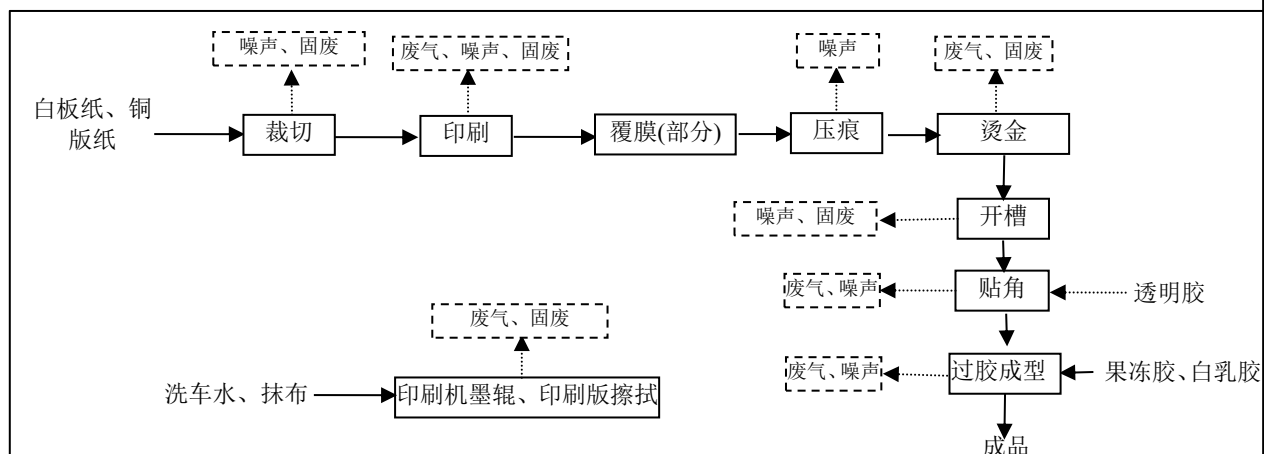 噪声、固废
废气、噪声、固废
噪声
废气、固废
白板纸、铜
版纸
裁切
印刷
覆膜(部分)
压痕
烫金
噪声、固废
开槽
废气、噪声
贴角
透明胶
废气、固废
废气、噪声
过胶成型
果冻胶、白乳胶
洗车水、抹布
印刷机墨辊、印刷版擦拭
成品